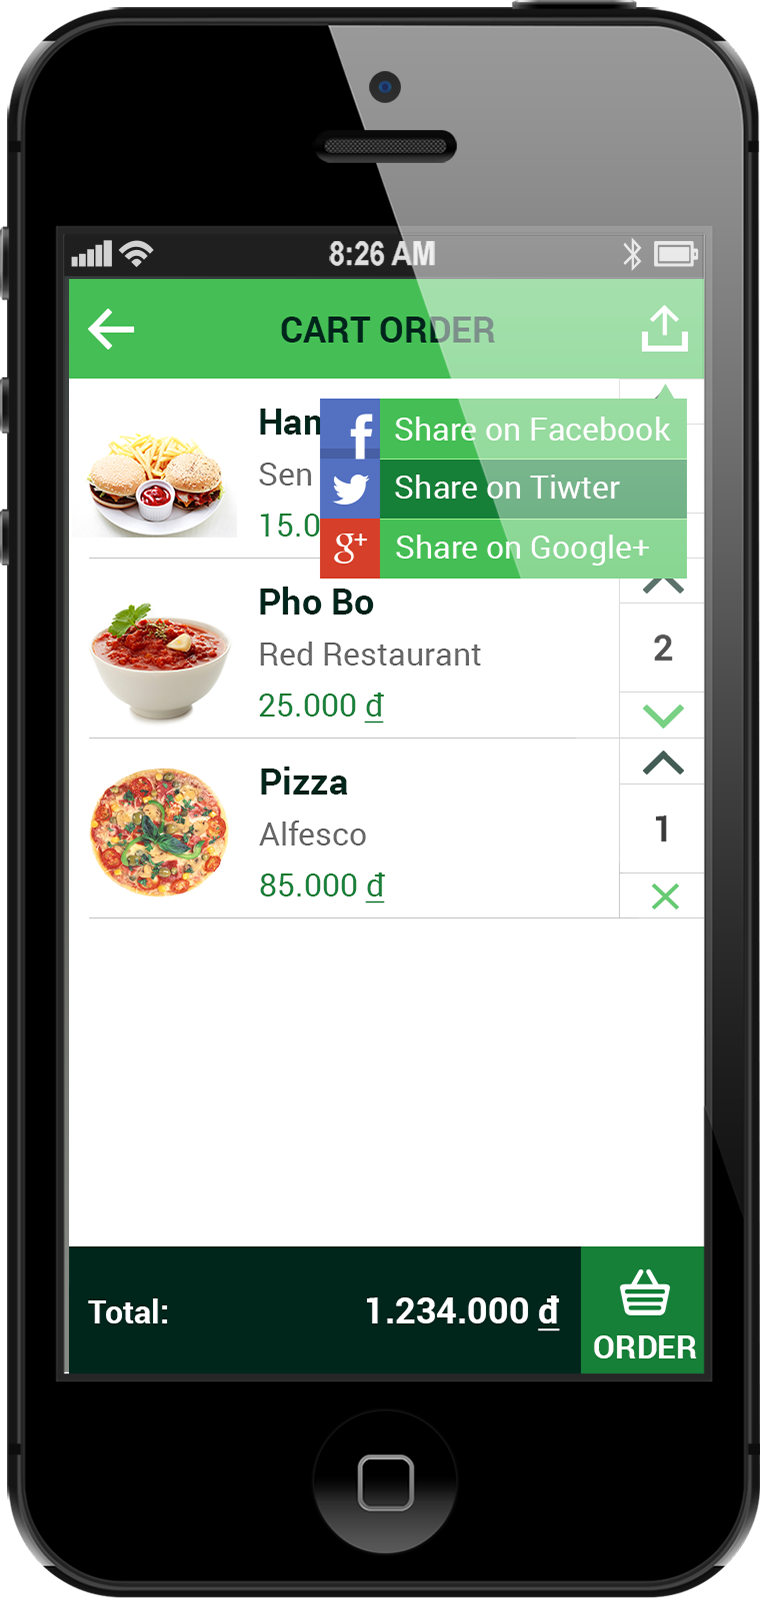 8:26 AM
CART ORDER
Share on Facebook
Sen
Share on Tiwter
15.0
Share on Google+
Pho Bo
Red Restaurant
2
25.000 đ
Pizza
Alfesco
1
85.000 đ
Total:
1.234.000 đ
ORDER